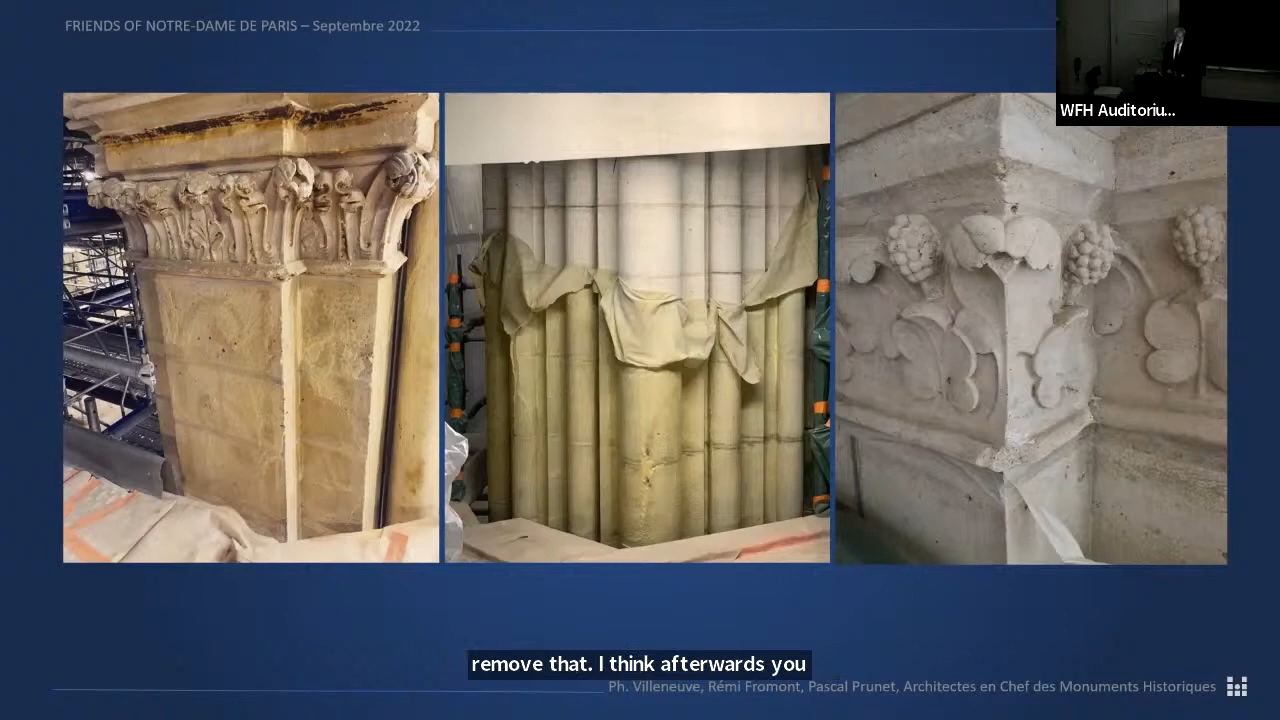 FRIENDS OF NOTRE-DAME DE PARIS – Septembre 2022
WFH Auditoriu...
remove that. I think afterwards you
Ph. Villeneuve, Rémi Fromont, Pascal Prunet, Architectes en Chef des Monuments Historiques